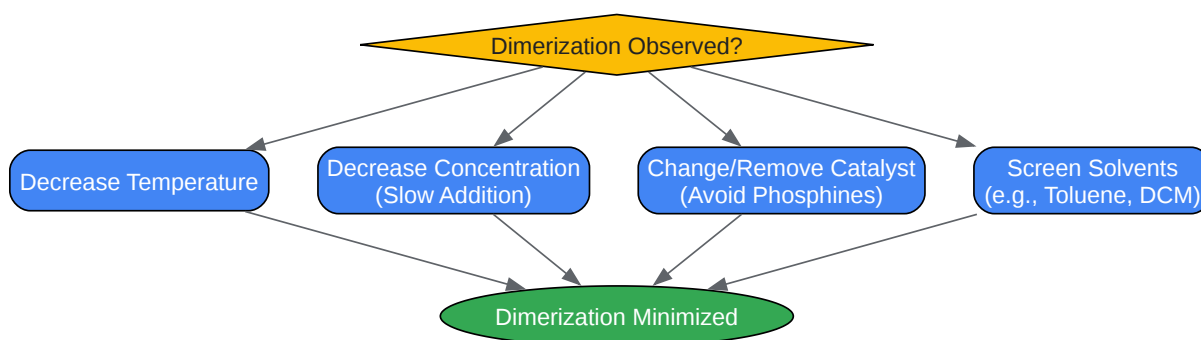 Dimerization Observed?
Decrease Temperature
Decrease Concentration
(Slow Addition)
Change/Remove Catalyst
(Avoid Phosphines)
Screen Solvents
(e.g., Toluene, DCM)
Dimerization Minimized